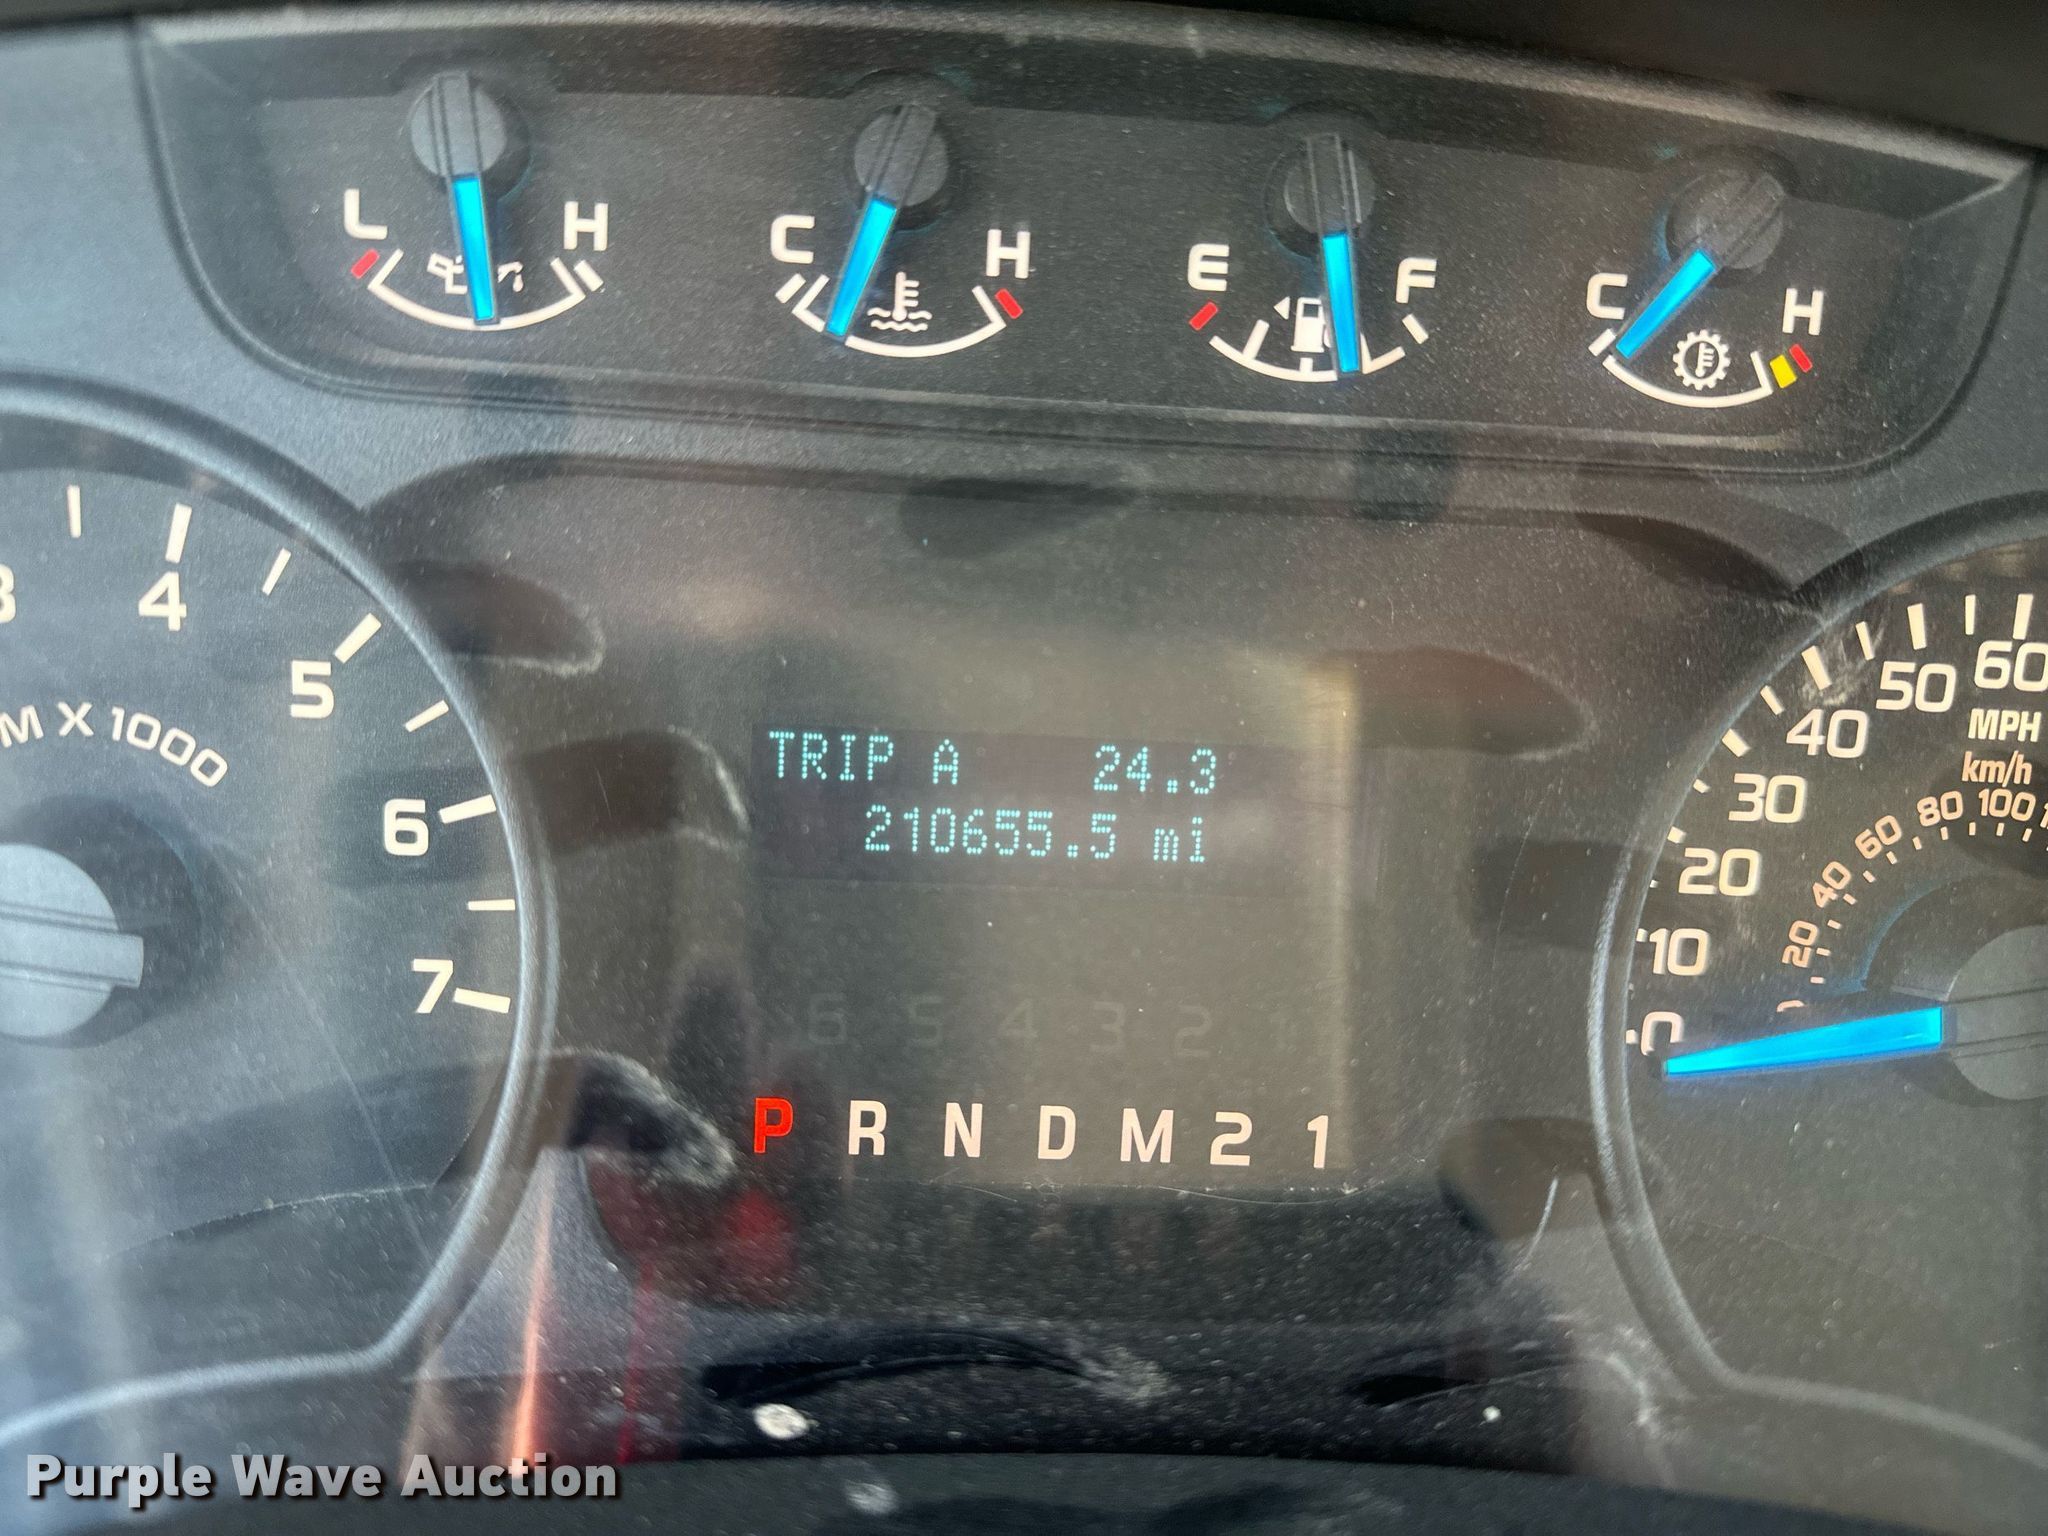 L H
C H
E F
C H
4
5
6
7
X 1000
TRIP A 24.3
210655.5 mi
6 5 4 3 2 1
P R N D M 2 1
0 10 20 30 40 50 60
MPH
km/h
20 40 60 80 100
Purple Wave Auction